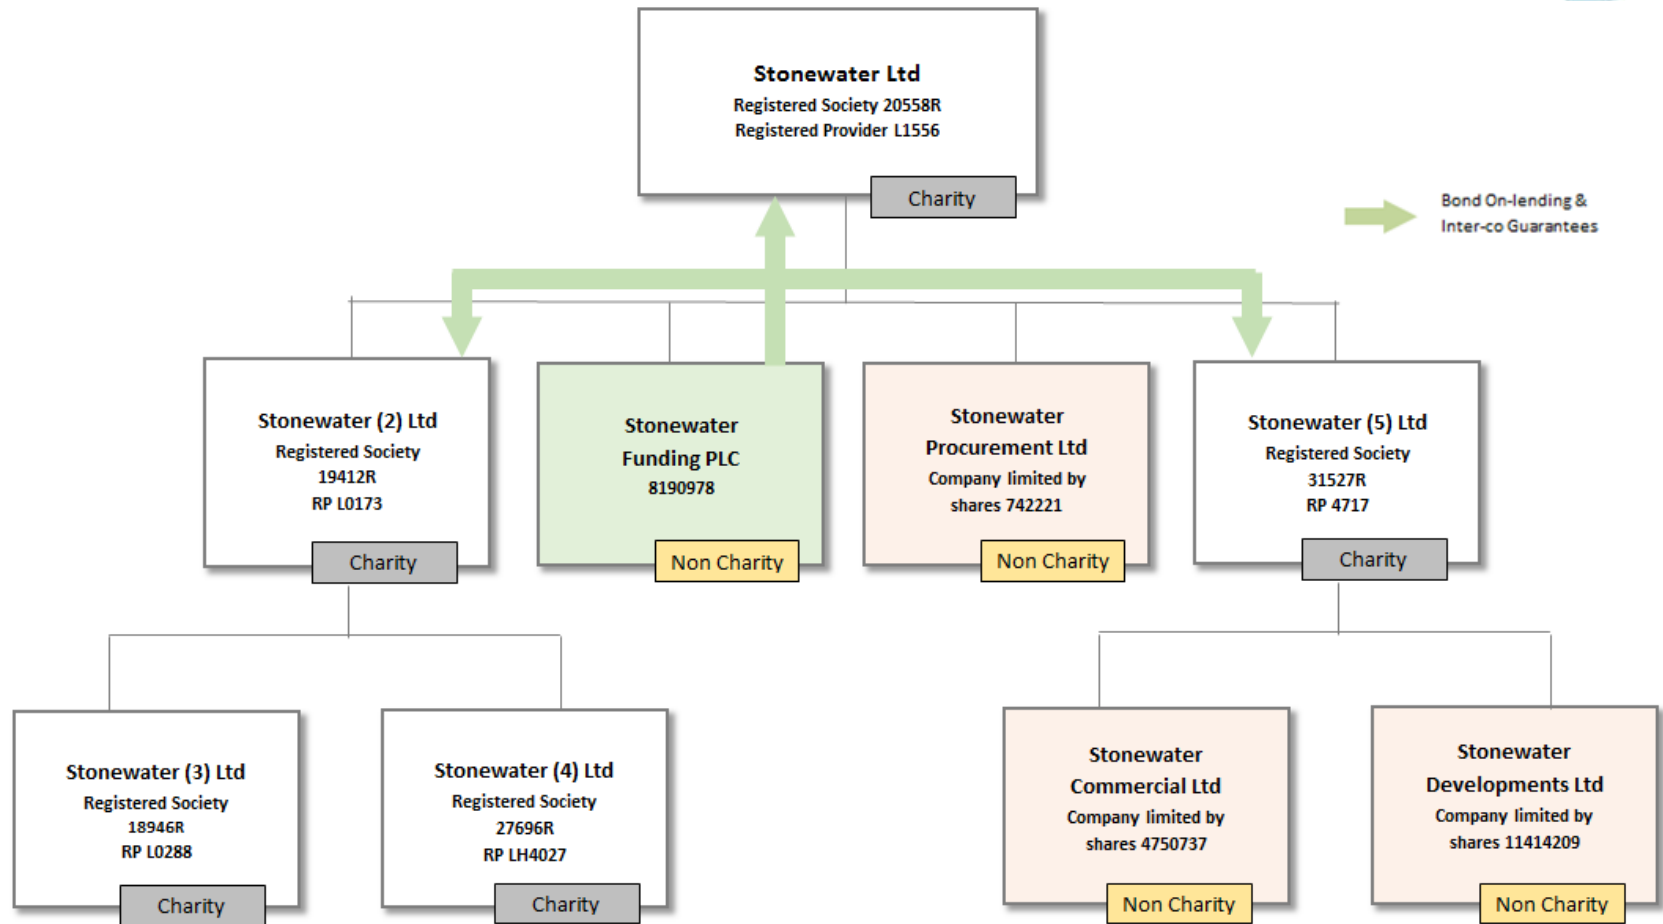 Stonewater Ltd
Registered Society 20558R
Registered Provider L1556
Charity
Bond On-lending &
Inter-co Guarantees
Stonewater (2) Ltd
Registered Society
19412R
RP L0173
Charity
Stonewater
Funding PLC
8190978
Non Charity
Stonewater
Procurement Ltd
Company limited by
shares 742221
Non Charity
Stonewater (5) Ltd
Registered Society
31527R
RP 4717
Charity
Stonewater (3) Ltd
Registered Society
18946R
RP L0288
Charity
Stonewater (4) Ltd
Registered Society
27696R
RP LH4027
Charity
Stonewater
Commercial Ltd
Company limited by
shares 4750737
Non Charity
Stonewater
Developments Ltd
Company limited by
shares 11414209
Non Charity